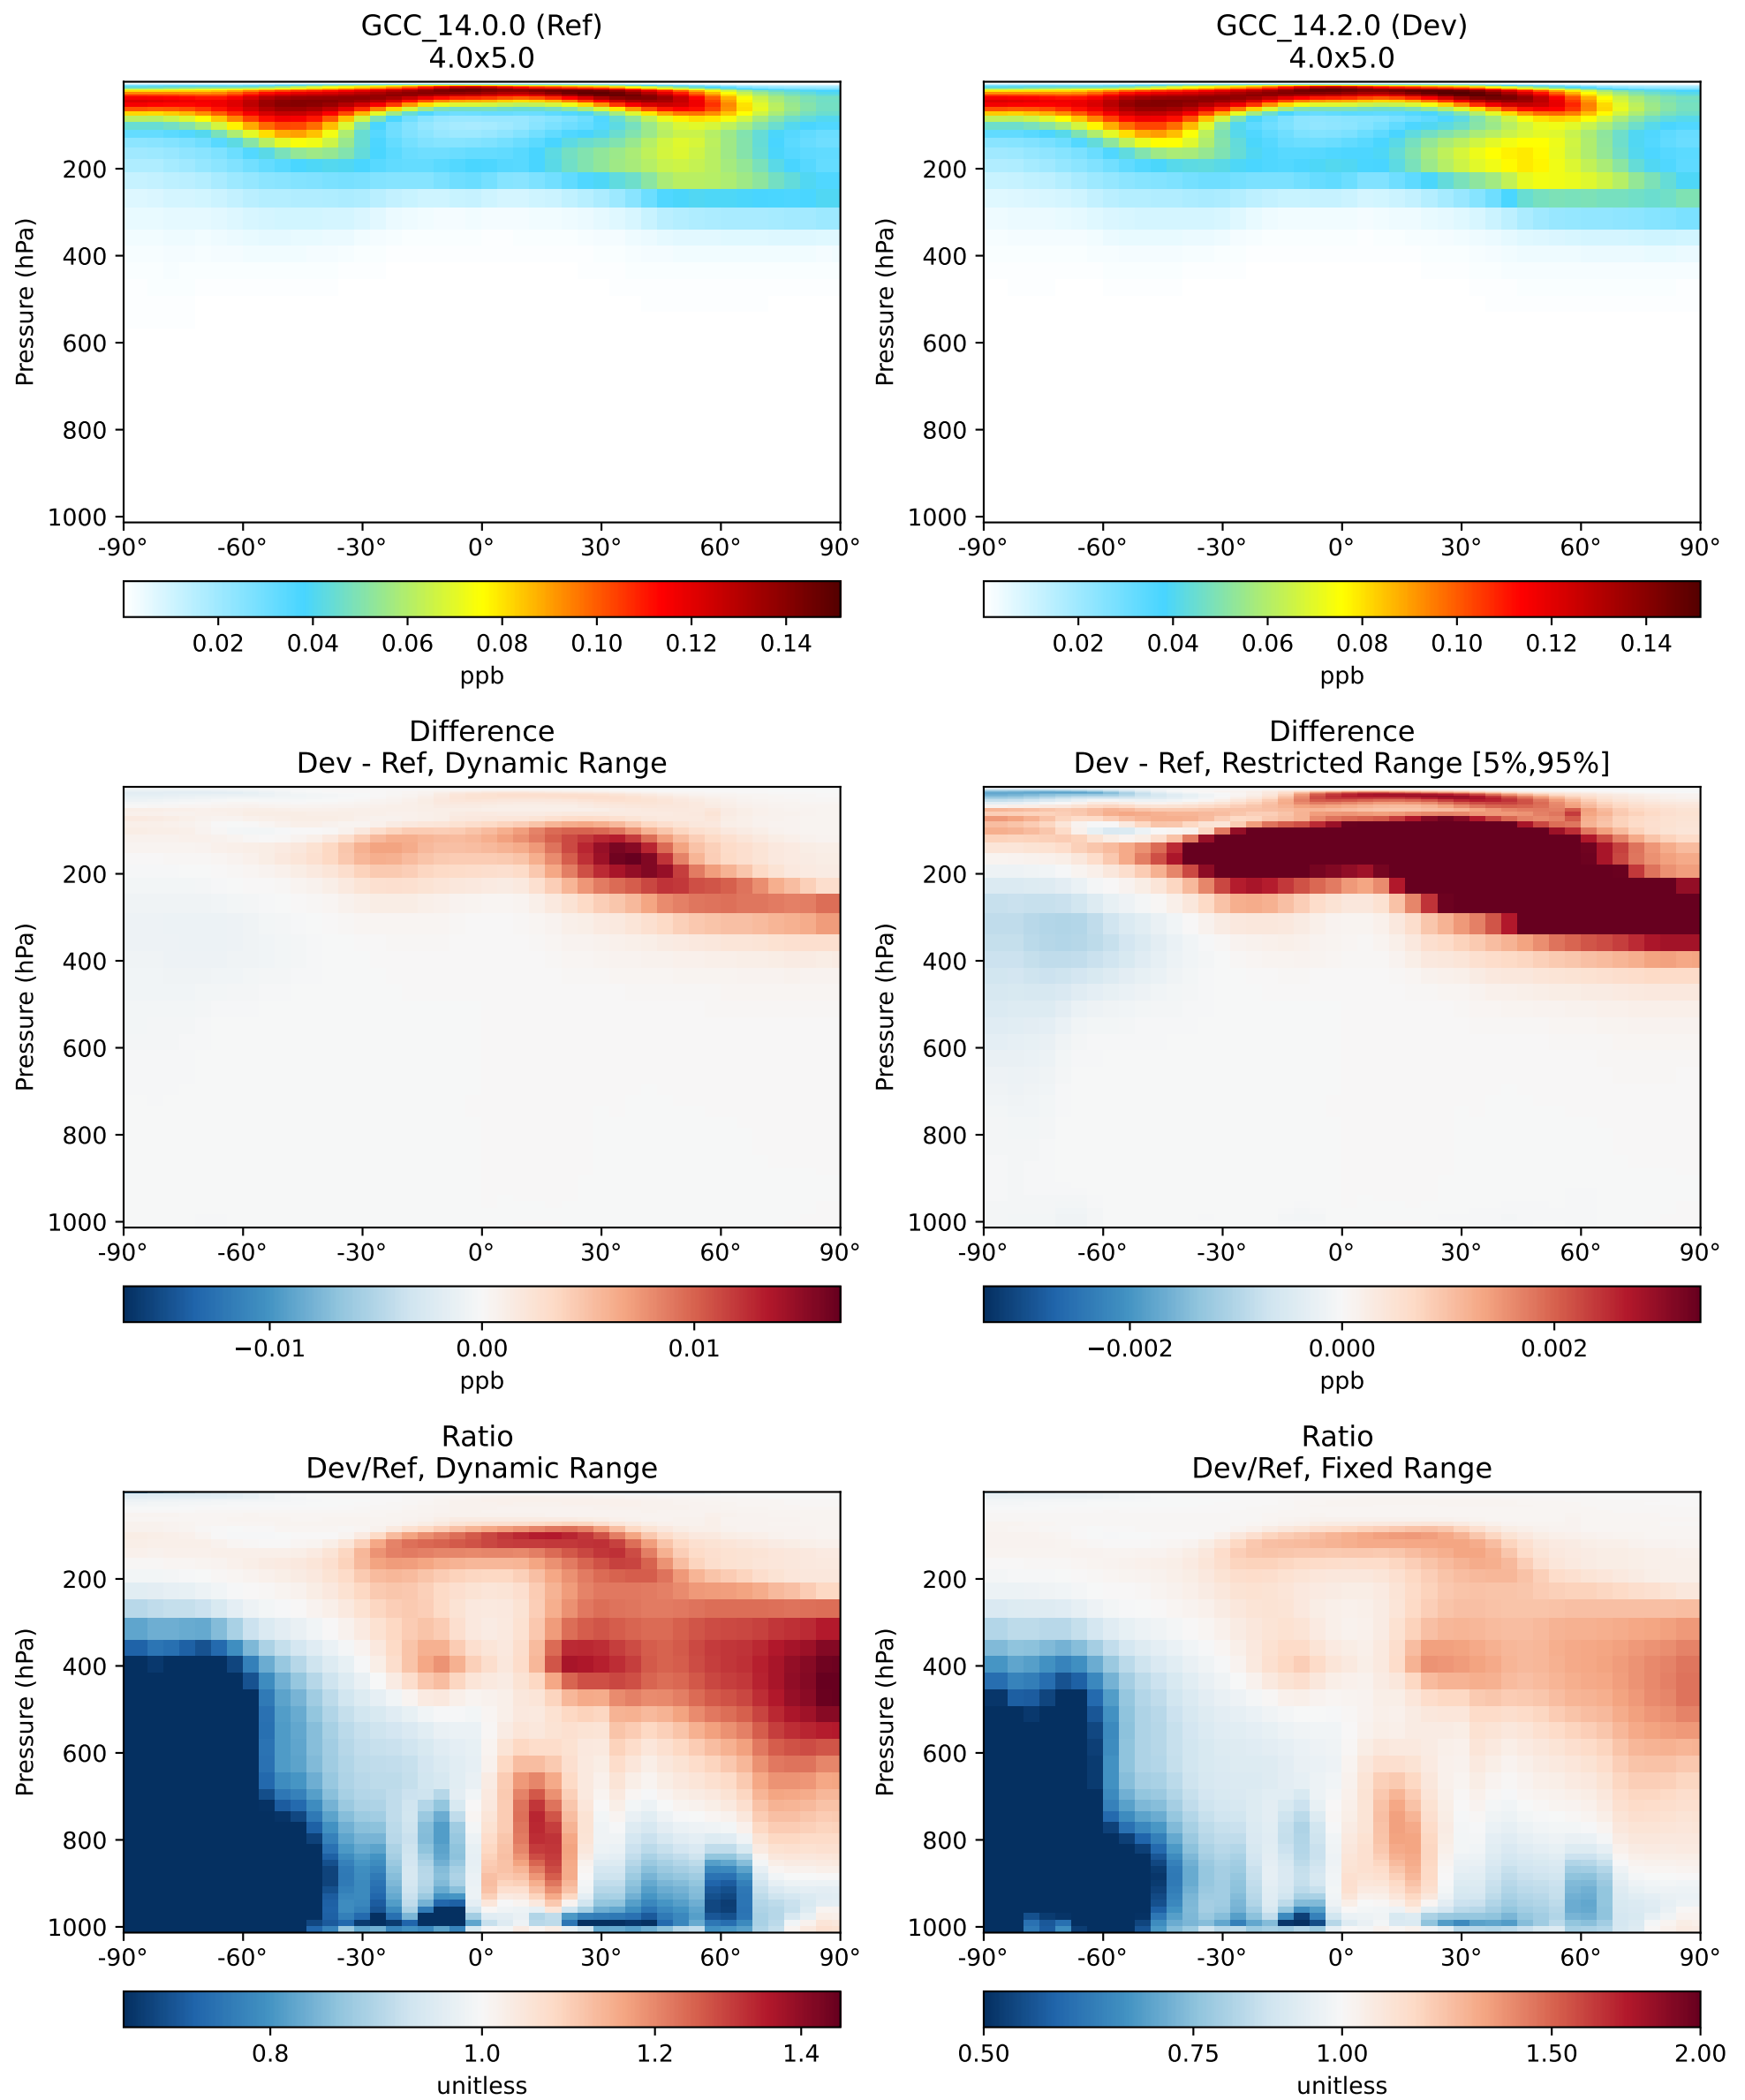 GCC_14.0.0 (Ref)
4.0x5.0
Pressure (hPa)
200
400
600
800
1000
-90° -60° -30° 0° 30° 60° 90°
0.02 0.04 0.06 0.08 0.10 0.12 0.14
ppb
GCC_14.2.0 (Dev)
4.0x5.0
Pressure (hPa)
200
400
600
800
1000
-90° -60° -30° 0° 30° 60° 90°
0.02 0.04 0.06 0.08 0.10 0.12 0.14
ppb
Difference
Dev - Ref, Dynamic Range
Pressure (hPa)
200
400
600
800
1000
-90° -60° -30° 0° 30° 60° 90°
−0.01 0.00 0.01
ppb
Difference
Dev - Ref, Restricted Range [5%,95%]
Pressure (hPa)
200
400
600
800
1000
-90° -60° -30° 0° 30° 60° 90°
−0.002 0.000 0.002
ppb
Ratio
Dev/Ref, Dynamic Range
Pressure (hPa)
200
400
600
800
1000
-90° -60° -30° 0° 30° 60° 90°
0.8 1.0 1.2 1.4
unitless
Ratio
Dev/Ref, Fixed Range
Pressure (hPa)
200
400
600
800
1000
-90° -60° -30° 0° 30° 60° 90°
0.50 0.75 1.00 1.50 2.00
unitless